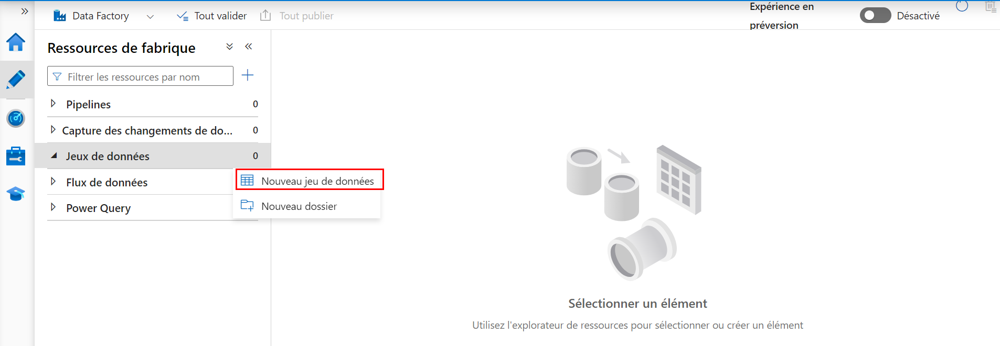 Data Factory
Tout valider
Tout publier
Expérience en
préversion
Désactivé
Ressources de fabrique
Filtrer les ressources par nom
Pipelines 0
Capture des changements de do... 0
Jeux de données 0
Nouveau jeu de données
Flux de données
Nouveau dossier
Power Query
Sélectionner un élément
Utilisez l'explorateur de ressources pour sélectionner ou créer un élément